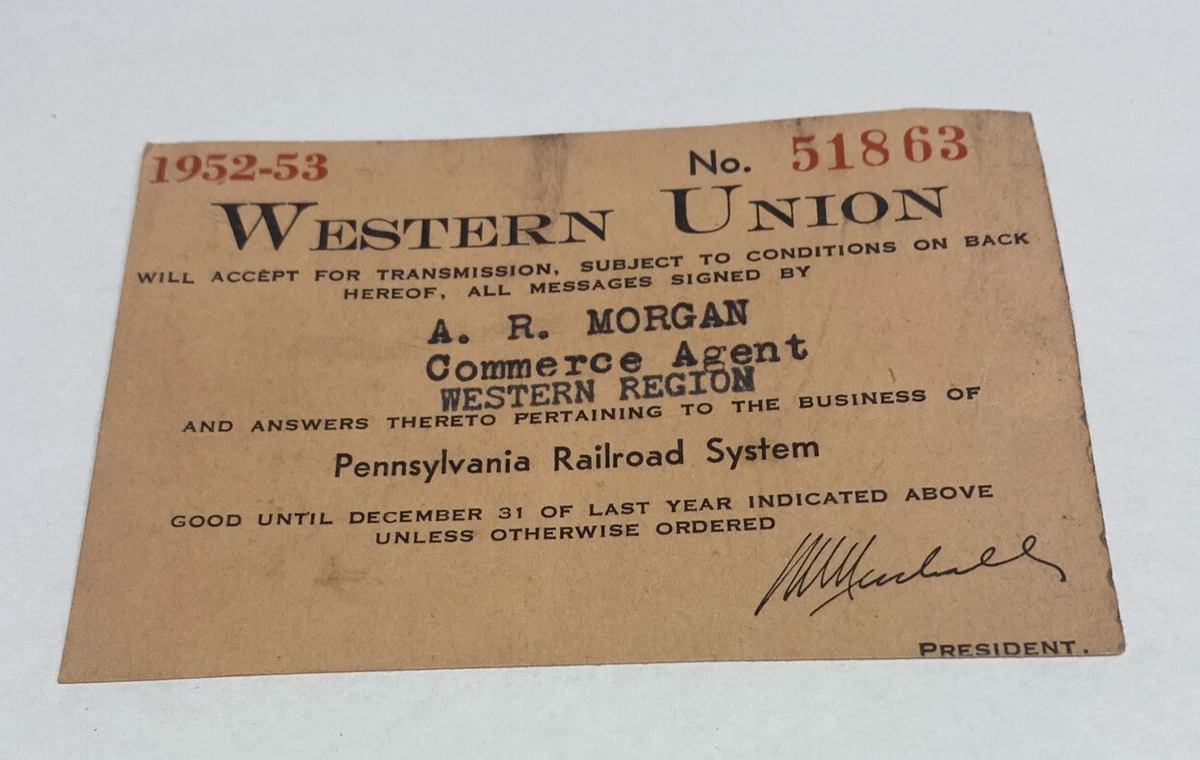 1952-53 No. 51863
WESTERN UNION
WILL ACCEPT FOR TRANSMISSION, SUBJECT TO CONDITIONS ON BACK
HEREOF, ALL MESSAGES SIGNED BY
A. R. MORGAN
Commerce Agent
WESTERN REGION
AND ANSWERS THERETO PERTAINING TO THE BUSINESS OF
Pennsylvania Railroad System
GOOD UNTIL DECEMBER 31 OF LAST YEAR INDICATED ABOVE
UNLESS OTHERWISE ORDERED
PRESIDENT.